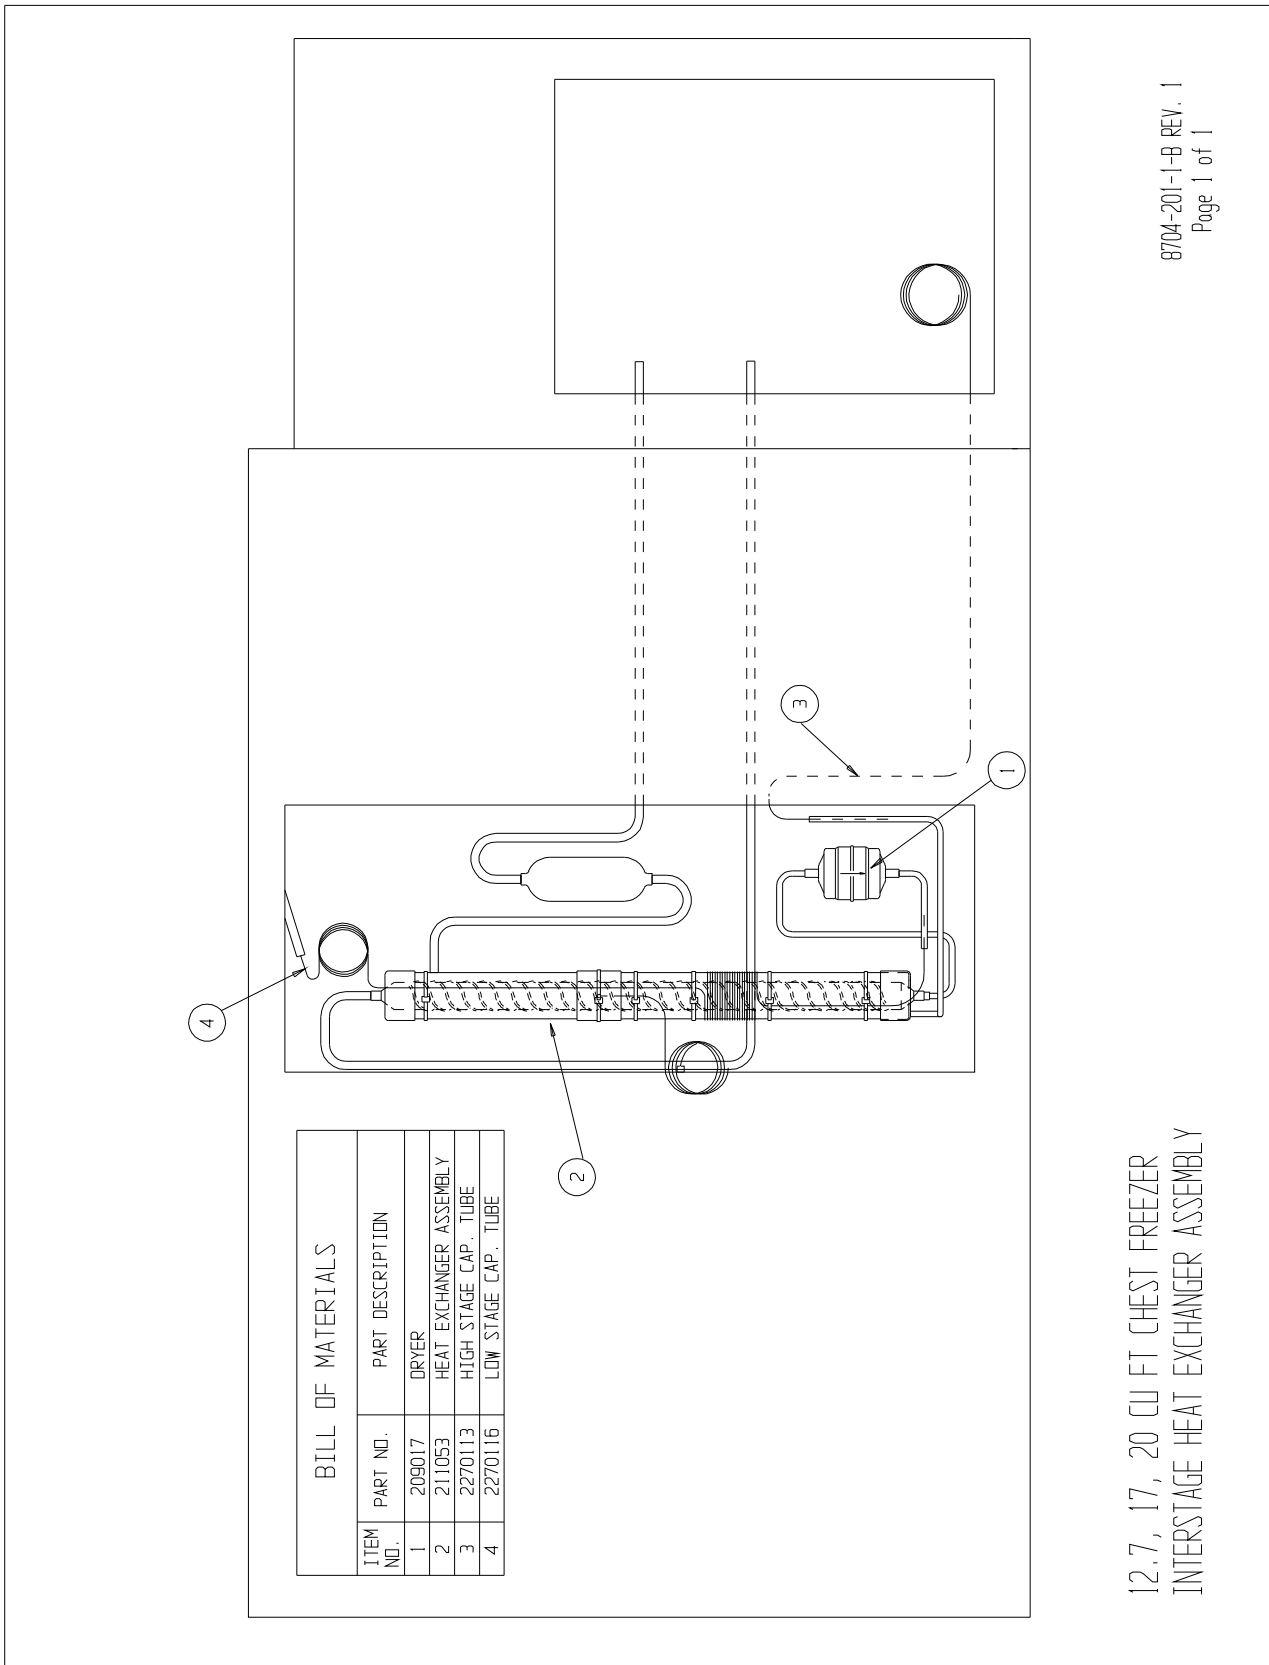 8704-201-1-B REV. 1
Page 1 of 1
4
3
1
2
BILL OF MATERIALS
ITEM NO. PART NO. PART DESCRIPTION
1 209017 DRYER
2 211053 HEAT EXCHANGER ASSEMBLY
3 2270113 HIGH STAGE CAP. TUBE
4 2270116 LOW STAGE CAP. TUBE
12.7, 17, 20 CU FT CHEST FREEZER
INTERSTAGE HEAT EXCHANGER ASSEMBLY